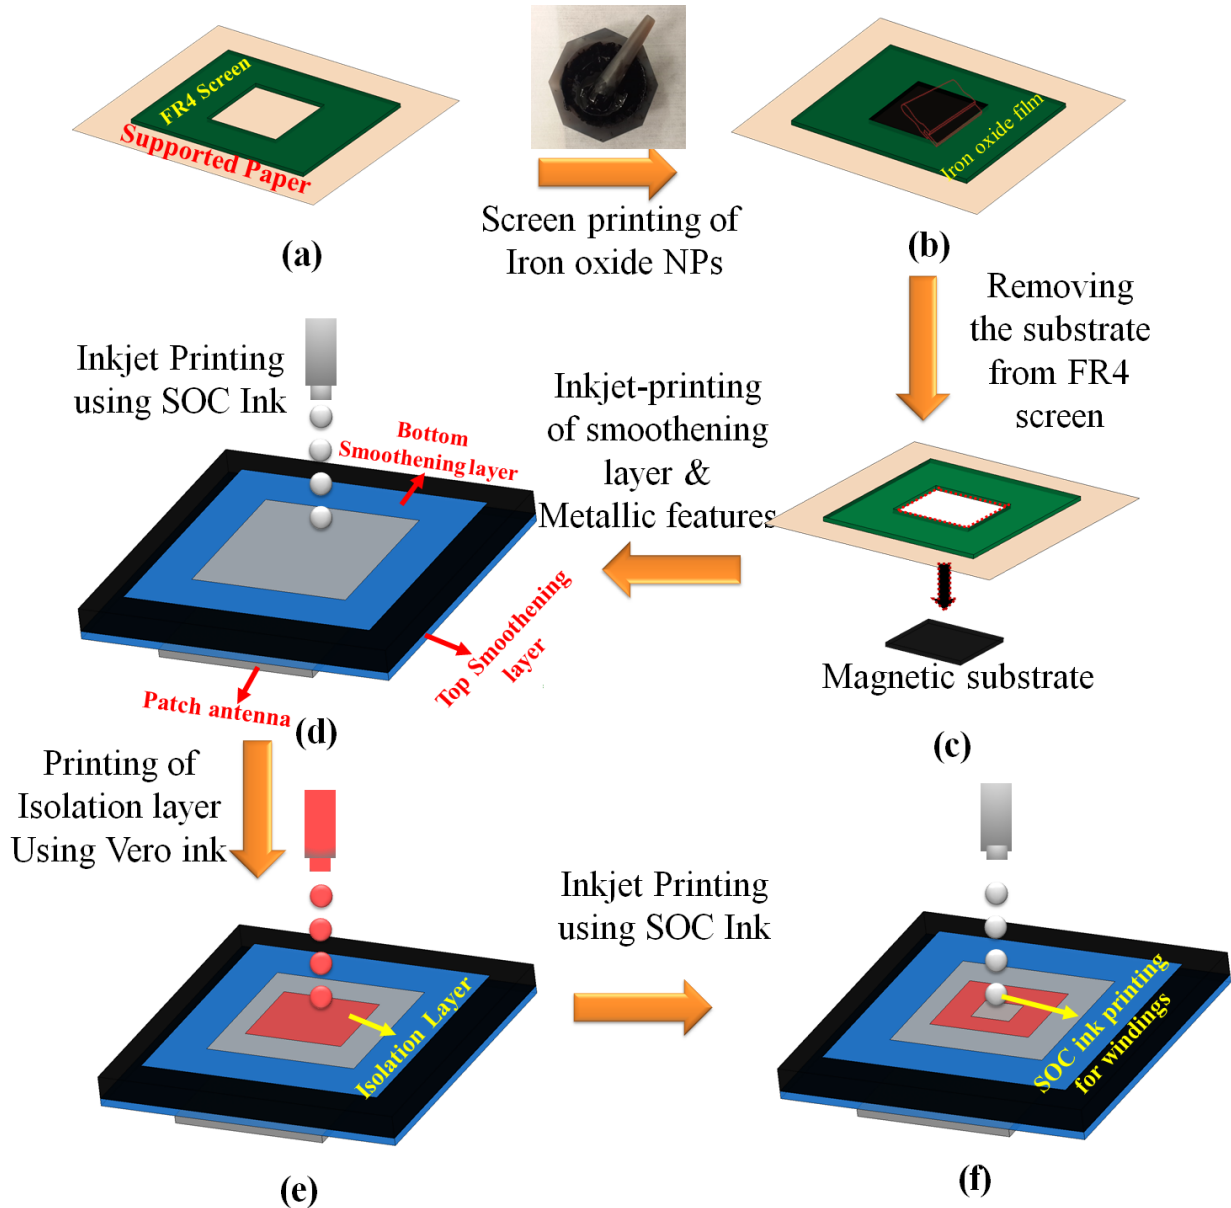 FR4 Screen
Supported Paper
(a)
Screen printing of
Iron oxide NPs
Iron oxide film
(b)
Removing
the substrate
from FR4
screen
Magnetic substrate
(c)
Inkjet-printing
of smoothening
layer &
Metallic features
Inkjet Printing
using SOC Ink
Bottom
Smoothening layer
Top Smoothening
layer
Patch antenna
(d)
Printing of
Isolation layer
Using Vero ink
Isolation Layer
(e)
Inkjet Printing
using SOC Ink
SOC ink printing
for windings
(f)